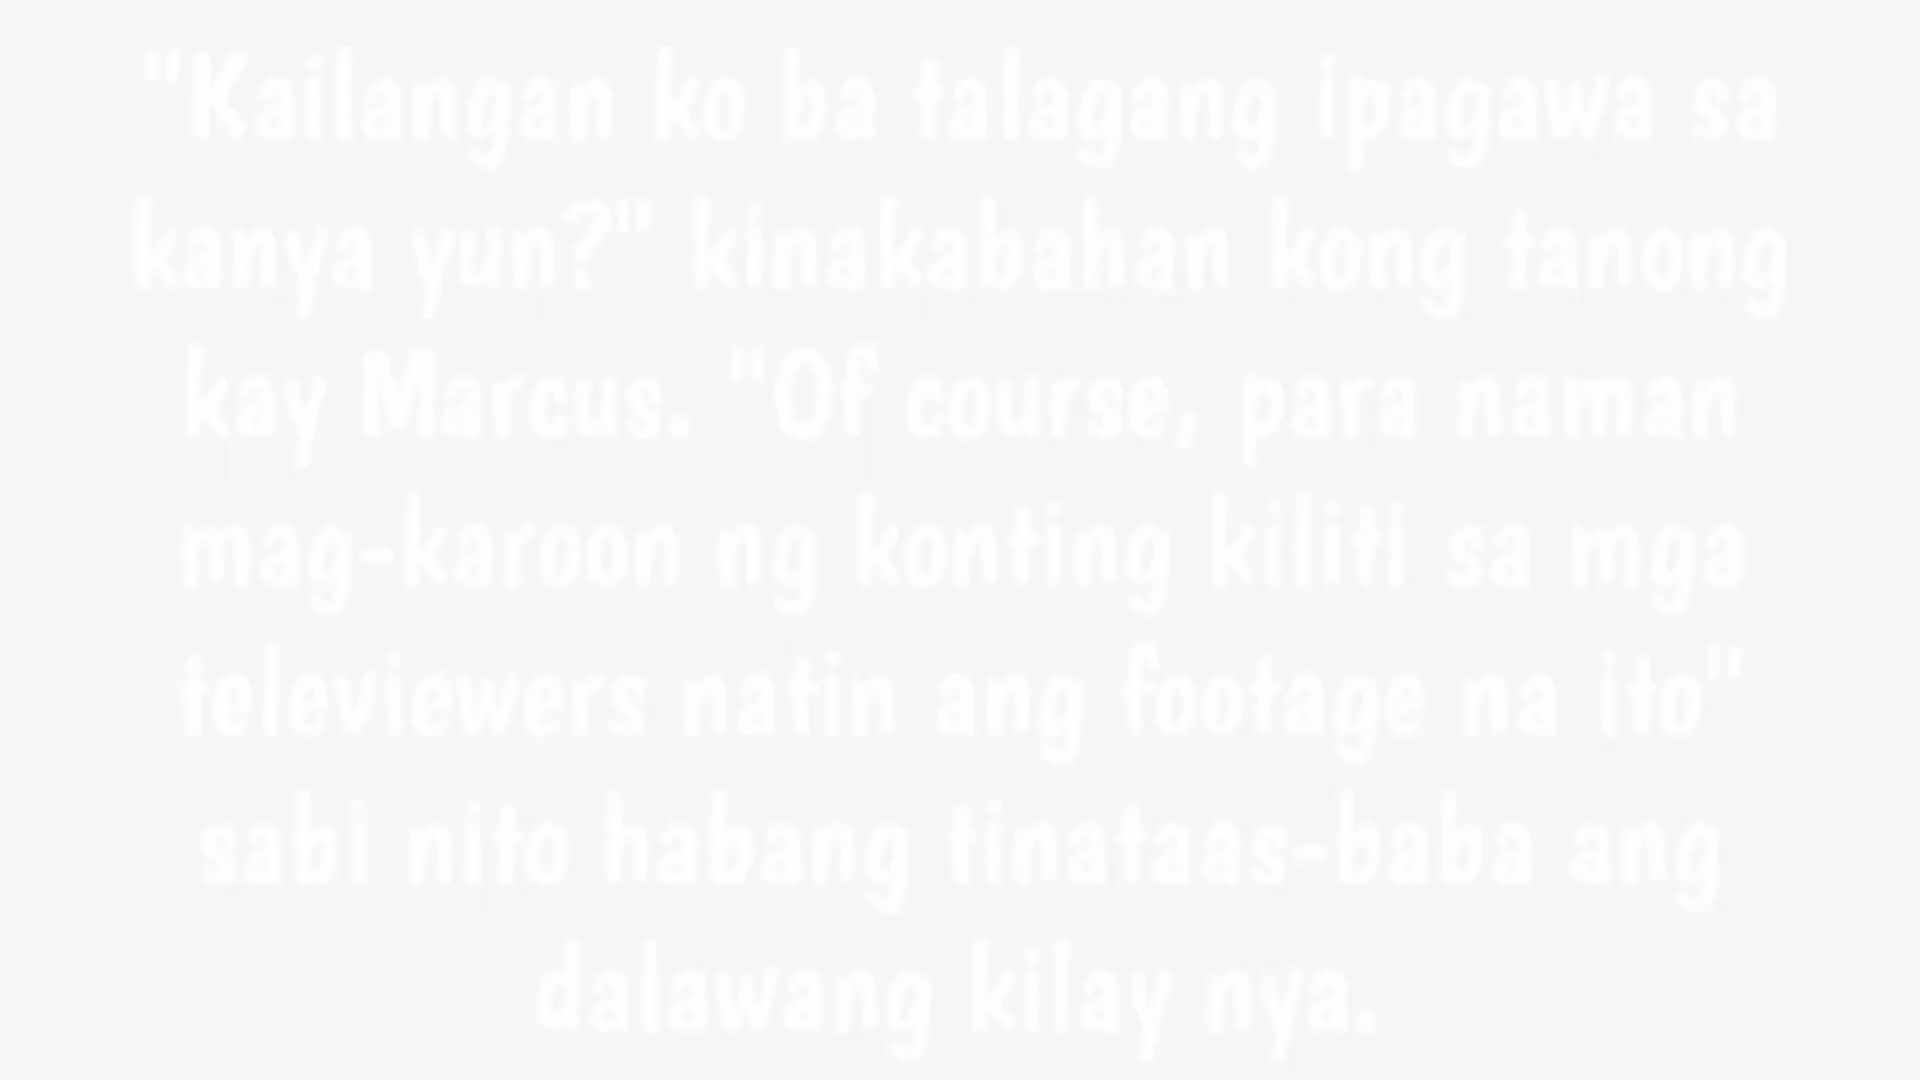 "Kailangan ko ba talagang ipagawa sa
kanya yun?" kinakabahan kong tanong
kay Marcus. "Of course, para naman
mag-karoon ng konting kiliti sa mga
televiewers natin ang footage na ito"
sabi nito habang tinataas-baba ang
dalawang kilay nya.